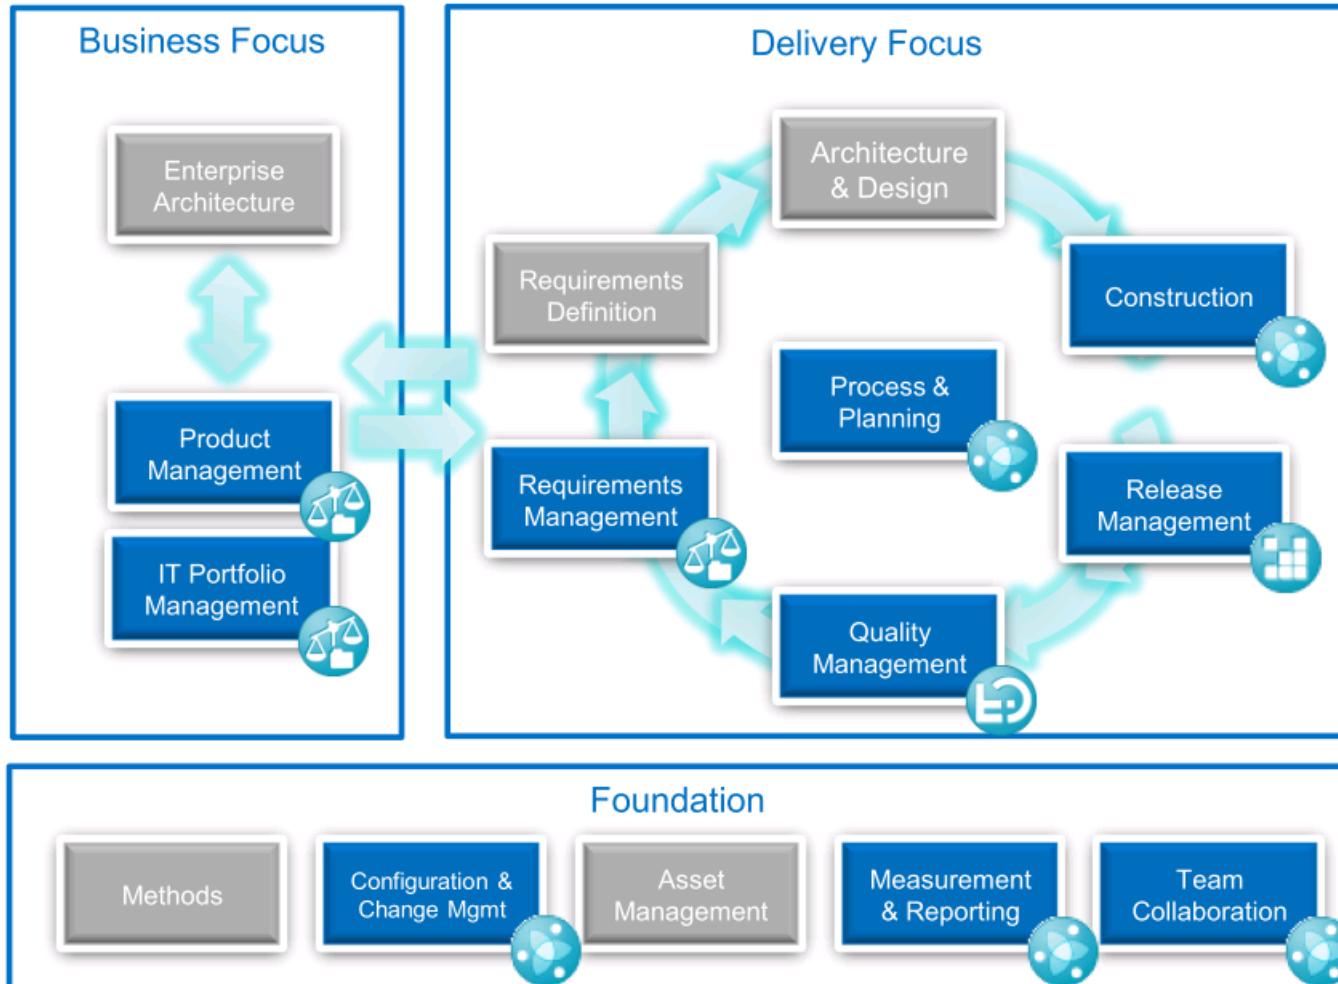 Business Focus
Enterprise
Architecture
Product
Management
IT Portfolio
Management
Delivery Focus
Architecture
& Design
Requirements
Definition
Construction
Process &
Planning
Requirements
Management
Release
Management
Quality
Management
Foundation
Methods
Configuration &
Change Mgmt
Asset
Management
Measurement
& Reporting
Team
Collaboration